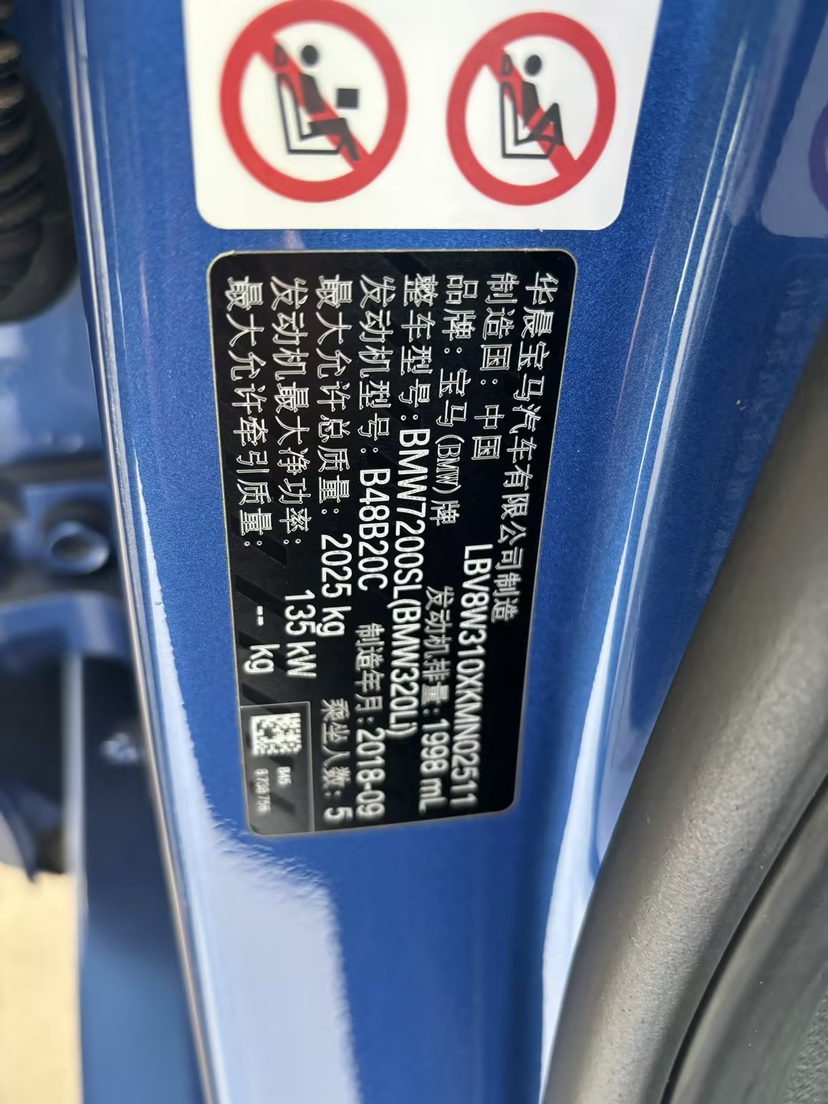 华晨宝马汽车有限公司制造
制造国：中国 LBV8W310XKMN02511
品牌：宝马(BMW)牌 发动机排量：1998 mL
整车型号：BMW7200SL(BMW320Li)
发动机型号：B48B20C 制造年月：2018-09
最大允许总质量：2025 kg 乘坐人数：5
发动机最大净功率：135 kW
最大允许牵引质量：-- kg